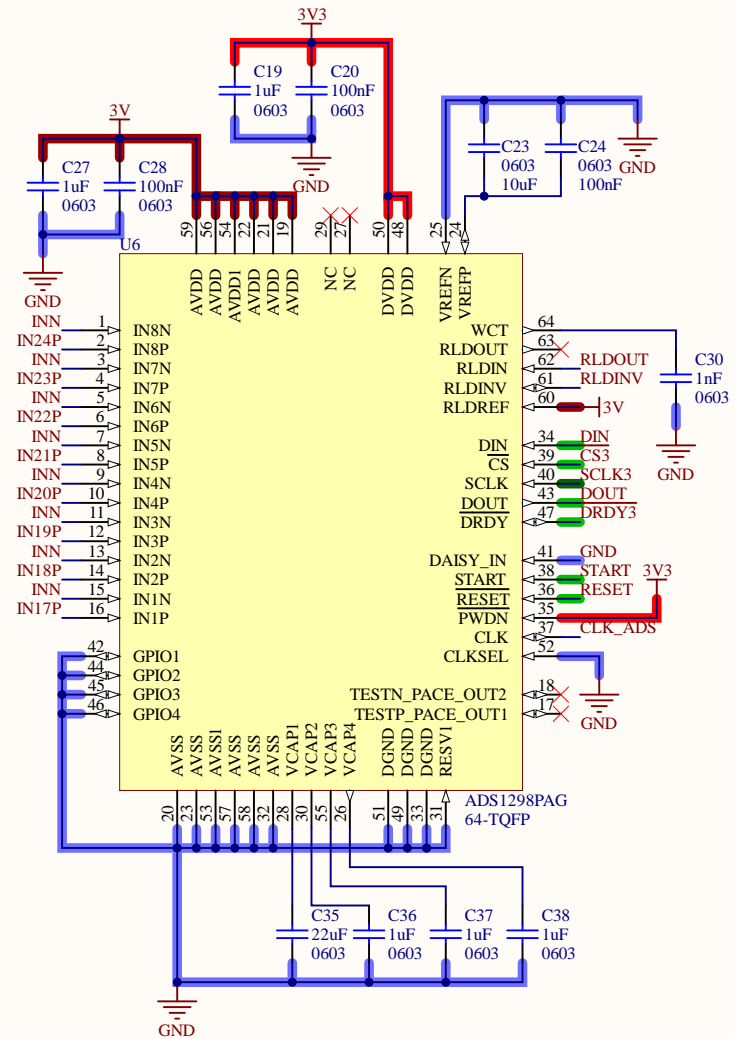 3V3
C19
1uF
0603
C20
100nF
0603
GND
3V
C27
1uF
0603
C28
100nF
0603
GND
C23
0603
10uF
C24
0603
100nF
GND
U6
59
56
54
22
21
19
29
27
50
48
25
24
AVDD
AVDD
AVDD1
AVDD
AVDD
AVDD
NC
NC
DVDD
DVDD
VREFN
VREFP
INN 1 IN8N
IN24P 2 IN8P
INN 3 IN7N
IN23P 4 IN7P
INN 5 IN6N
IN22P 6 IN6P
INN 7 IN5N
IN21P 8 IN5P
INN 9 IN4N
IN20P 10 IN4P
INN 11 IN3N
IN19P 12 IN3P
INN 13 IN2N
IN18P 14 IN2P
INN 15 IN1N
IN17P 16 IN1P
42 GPIO1
44 GPIO2
45 GPIO3
46 GPIO4
WCT 64
RLDOUT 63
RLDIN 62 RLDOUT
RLDINV 61 RLDINV
RLDREF 60 3V
C30
1nF
0603
GND
DIN 34 DIN
CS 39 CS3
SCLK 40 SCLK3
DOUT 43 DOUT
DRDY 47 DRDY3
DAISY_IN 41 GND
START 38 START
RESET 36 RESET
PWDN 35 3V3
CLK 37 CLK_ADS
CLKSEL 52
GND
TESTN_PACE_OUT2 18
TESTP_PACE_OUT1 17
AVSS
AVSS
AVSS1
AVSS
AVSS
AVSS
VCAP1
VCAP2
VCAP3
VCAP4
DGND
DGND
DGND
RESV1
20
23
53
57
58
32
28
30
55
26
51
49
33
31
ADS1298PAG
64-TQFP
C35
22uF
0603
C36
1uF
0603
C37
1uF
0603
C38
1uF
0603
GND